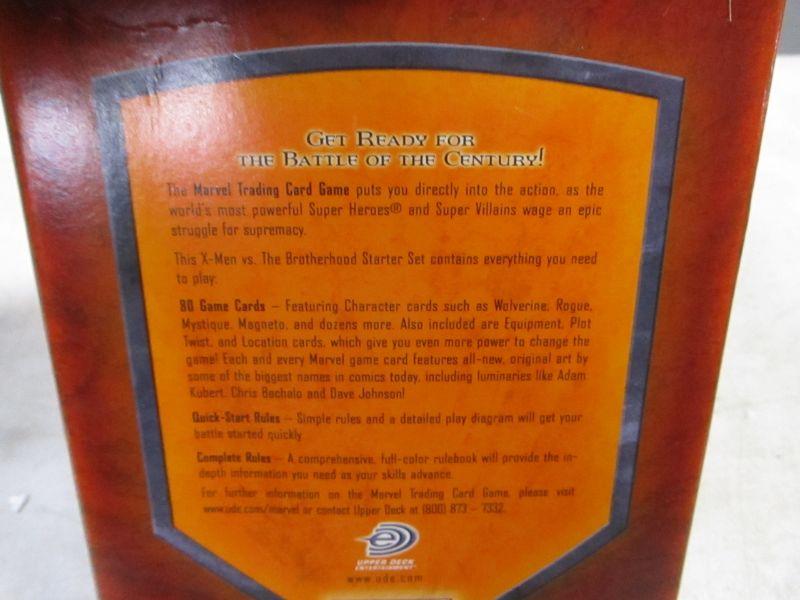 GET READY FOR
THE BATTLE OF THE CENTURY!
The Marvel Trading Card Game puts you directly into the action, as the
world's most powerful Super Heroes® and Super Villains wage an epic
struggle for supremacy.
This X-Men vs. The Brotherhood Starter Set contains everything you need
to play:
80 Game Cards – Featuring Character cards such as Wolverine, Rogue,
Mystique, Magneto, and dozens more. Also included are Equipment, Plot
Twist, and Location cards, which give you even more power to change the
game! Each and every Marvel game card features all-new, original art by
some of the biggest names in comics today, including luminaries like Adam
Kubert, Chris Bachalo and Dave Johnson!
Quick-Start Rules – Simple rules and a detailed play diagram will get your
battle started quickly.
Complete Rules – A comprehensive, full-color rulebook will provide the in-
depth information you need as your skills advance.
For further information on the Marvel Trading Card Game, please visit
www.ude.com/marvel or contact Upper Deck at (800) 873 – 7332.
UPPER DECK
ENTERTAINMENT
www.ude.com